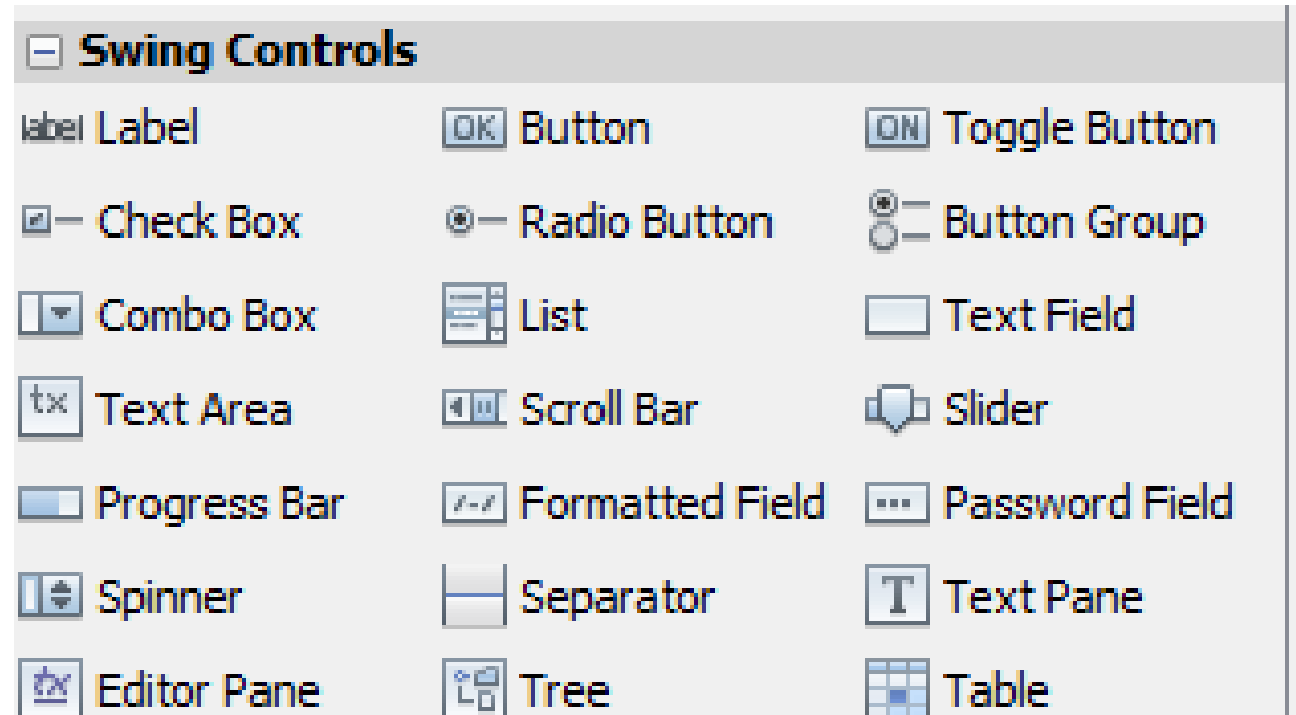 Swing Controls
label Label OK Button ON Toggle Button
Check Box Radio Button Button Group
Combo Box List Text Field
tx Text Area Scroll Bar Slider
Progress Bar Formatted Field Password Field
Spinner Separator T Text Pane
tx Editor Pane Tree Table